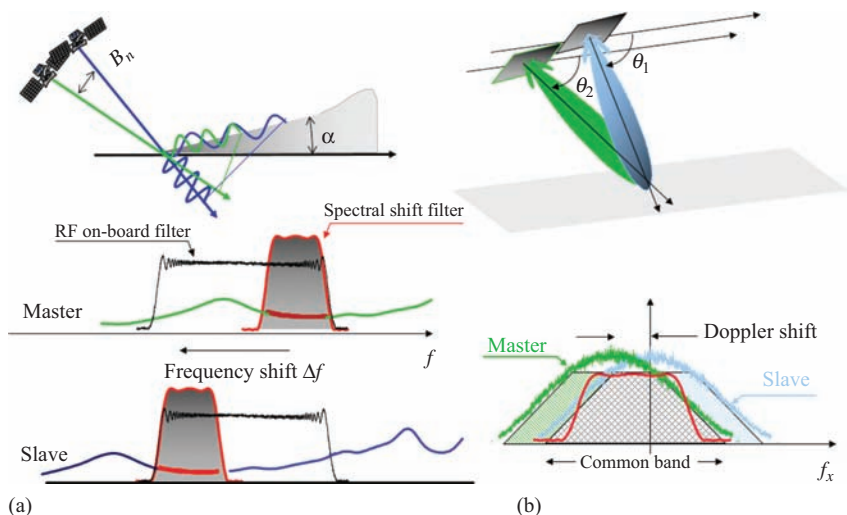 Bn
α
Spectral shift filter
RF on-board filter
Master
f
Frequency shift Δf
Slave
(a)
θ1
θ2
Doppler shift
Master
Slave
Common band
fx
(b)